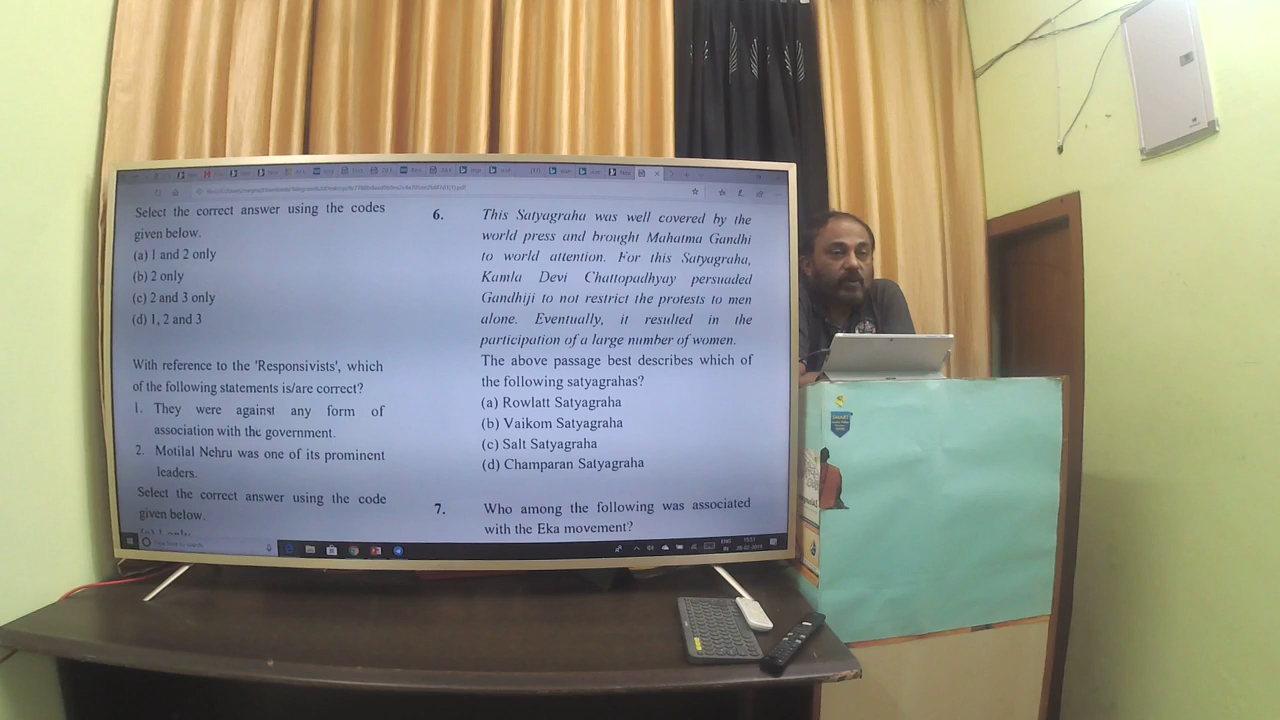 Select the correct answer using the codes
given below.
(a) 1 and 2 only
(b) 2 only
(c) 2 and 3 only
(d) 1, 2 and 3
With reference to the 'Responsivists', which
of the following statements is/are correct?
1. They were against any form of
association with the government.
2. Motilal Nehru was one of its prominent
leaders.
Select the correct answer using the code
given below.
6. This Satyagraha was well covered by the
world press and brought Mahatma Gandhi
to world attention. For this Satyagraha,
Kamla Devi Chattopadhyay persuaded
Gandhiji to not restrict the protests to men
alone. Eventually, it resulted in the
participation of a large number of women.
The above passage best describes which of
the following satyagrahas?
(a) Rowlatt Satyagraha
(b) Vaikom Satyagraha
(c) Salt Satyagraha
(d) Champaran Satyagraha
7. Who among the following was associated
with the Eka movement?
ENG
IN